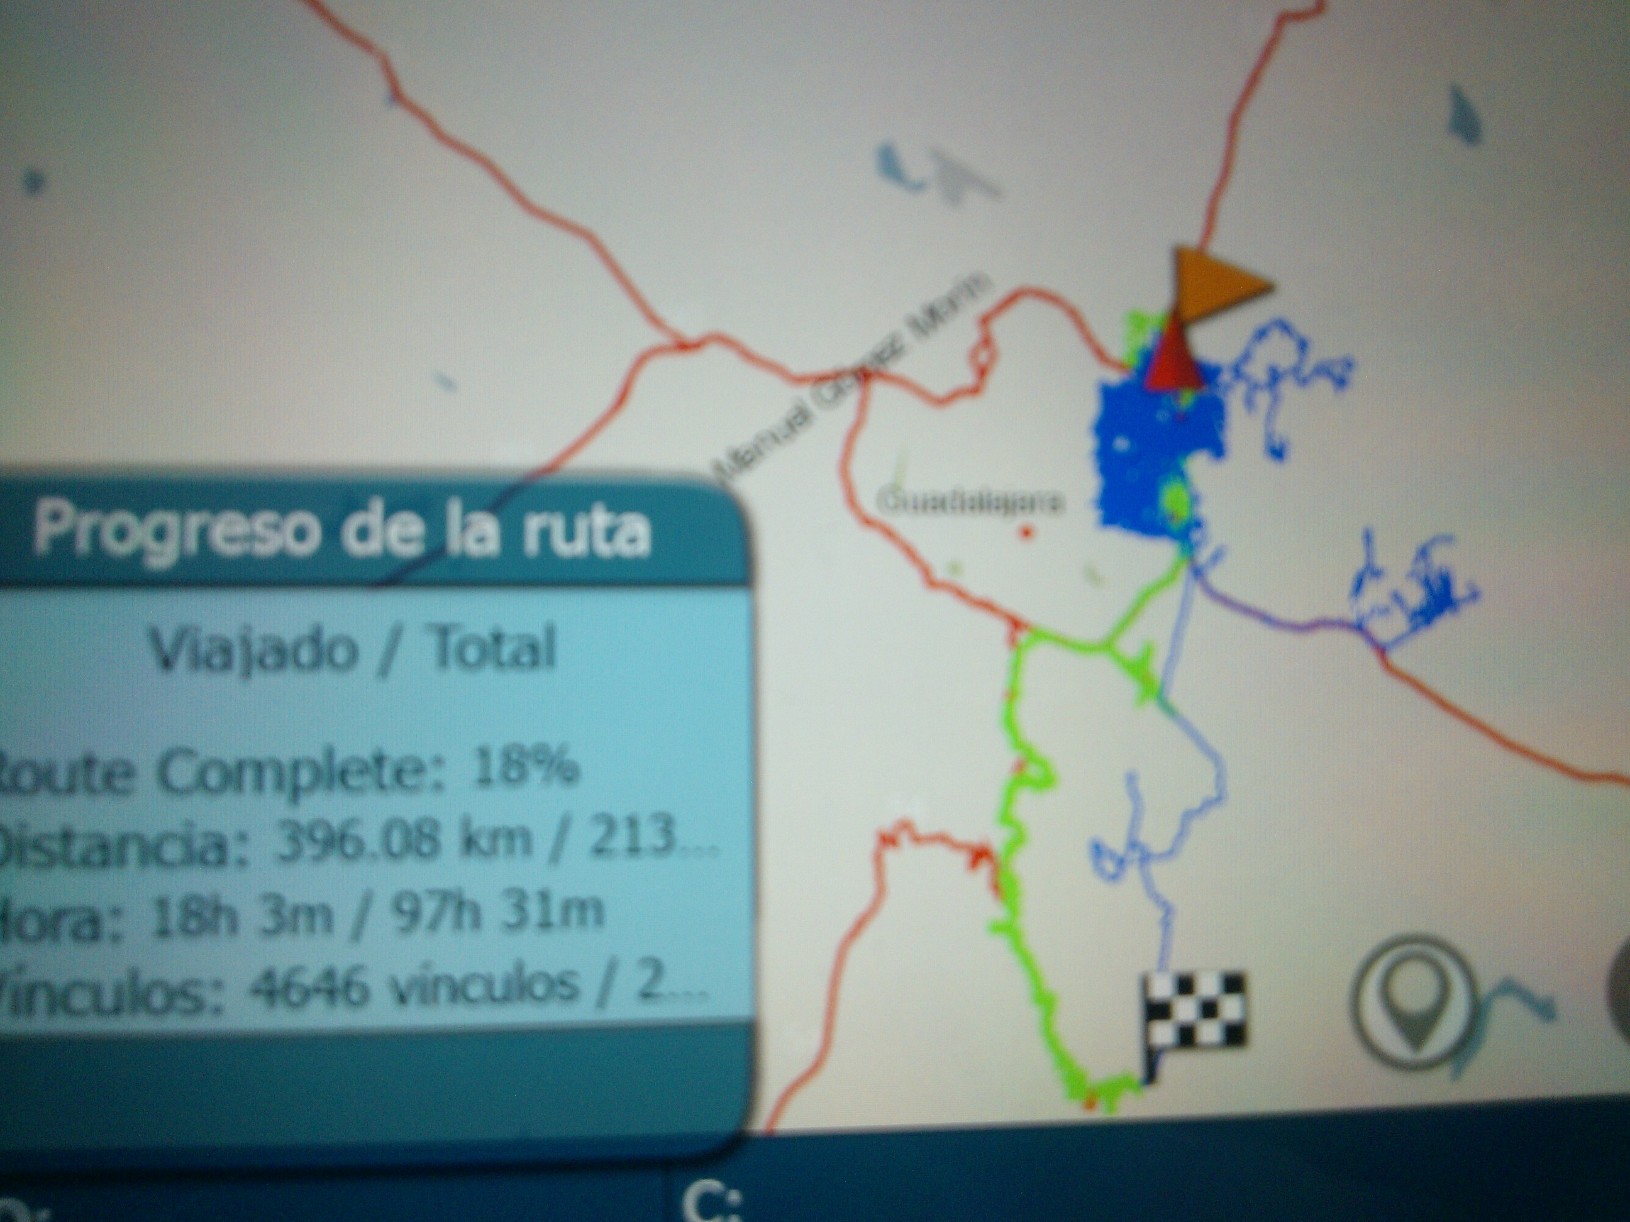 Manuel Gómez Morín
Guadalajara
Progreso de la ruta
Viajado / Total
Route Complete: 18%
Distancia: 396.08 km / 213...
Hora: 18h 3m / 97h 31m
Vínculos: 4646 vínculos / 2...
C: